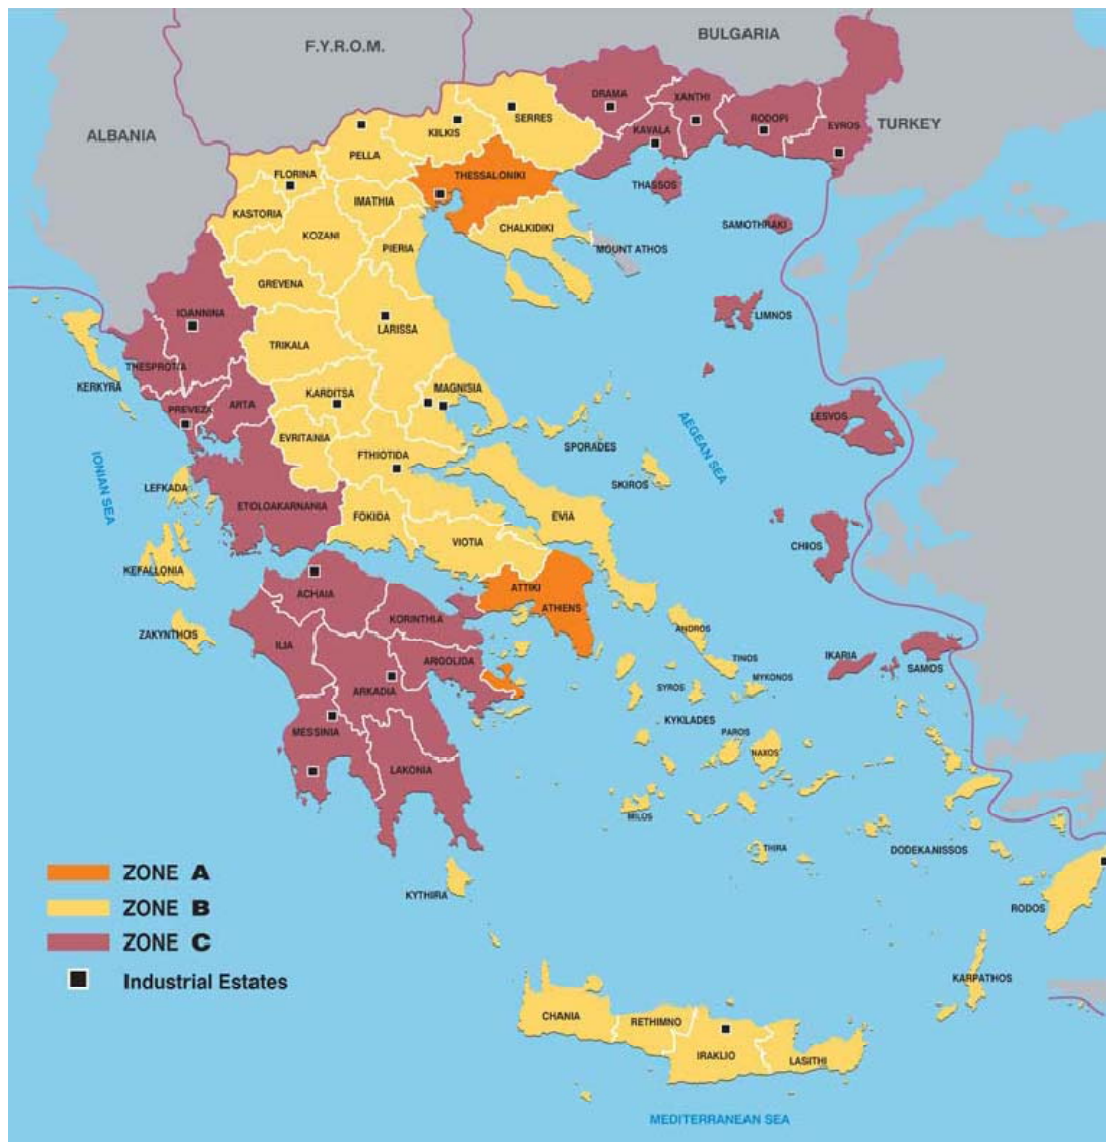 BULGARIA
F.Y.R.O.M.
ALBANIA
TURKEY
DRAMA
XANTHI
RODOPI
EVROS
KAVALA
SERRES
KILKIS
PELLA
THESSALONIKI
THASSOS
FLORINA
KASTORIA
IMATHIA
KOZANI
PIERIA
CHALKIDIKI
MOUNT ATHOS
SAMOTHRAKI
GREVENA
IOANNINA
LARISSA
LIMNOS
TRIKALA
THESPROTIA
KERKYRA
KARDITSA
MAGNISIA
PREVEZA
ARTA
LESVOS
EVRITAINIA
FTHIOTIDA
SPORADES
AEGEAN SEA
IONIAN SEA
SKIROS
LEFKADA
ETOLOAKARNANIA
FOKIDA
EVIA
VIOTIA
CHIOS
KEFALLONIA
ACHAIA
ATTIKI
ATHENS
KORINTHIA
ZAKYNTHOS
ILIA
ANDROS
ARIGOLIDA
TINOS
IKARIA
SAMOS
ARKADIA
SYROS
MYKONOS
KYKILADES
MESSINIA
PAROS
NAXOS
LAKONIA
MILOS
THIRA
DODEKANISSOS
ZONE A
ZONE B
ZONE C
Industrial Estates
KYTHIRA
RODOS
KARPATHOS
CHANIA
RETHIMNO
IRAKLIO
LASITHI
MEDITERRANEAN SEA